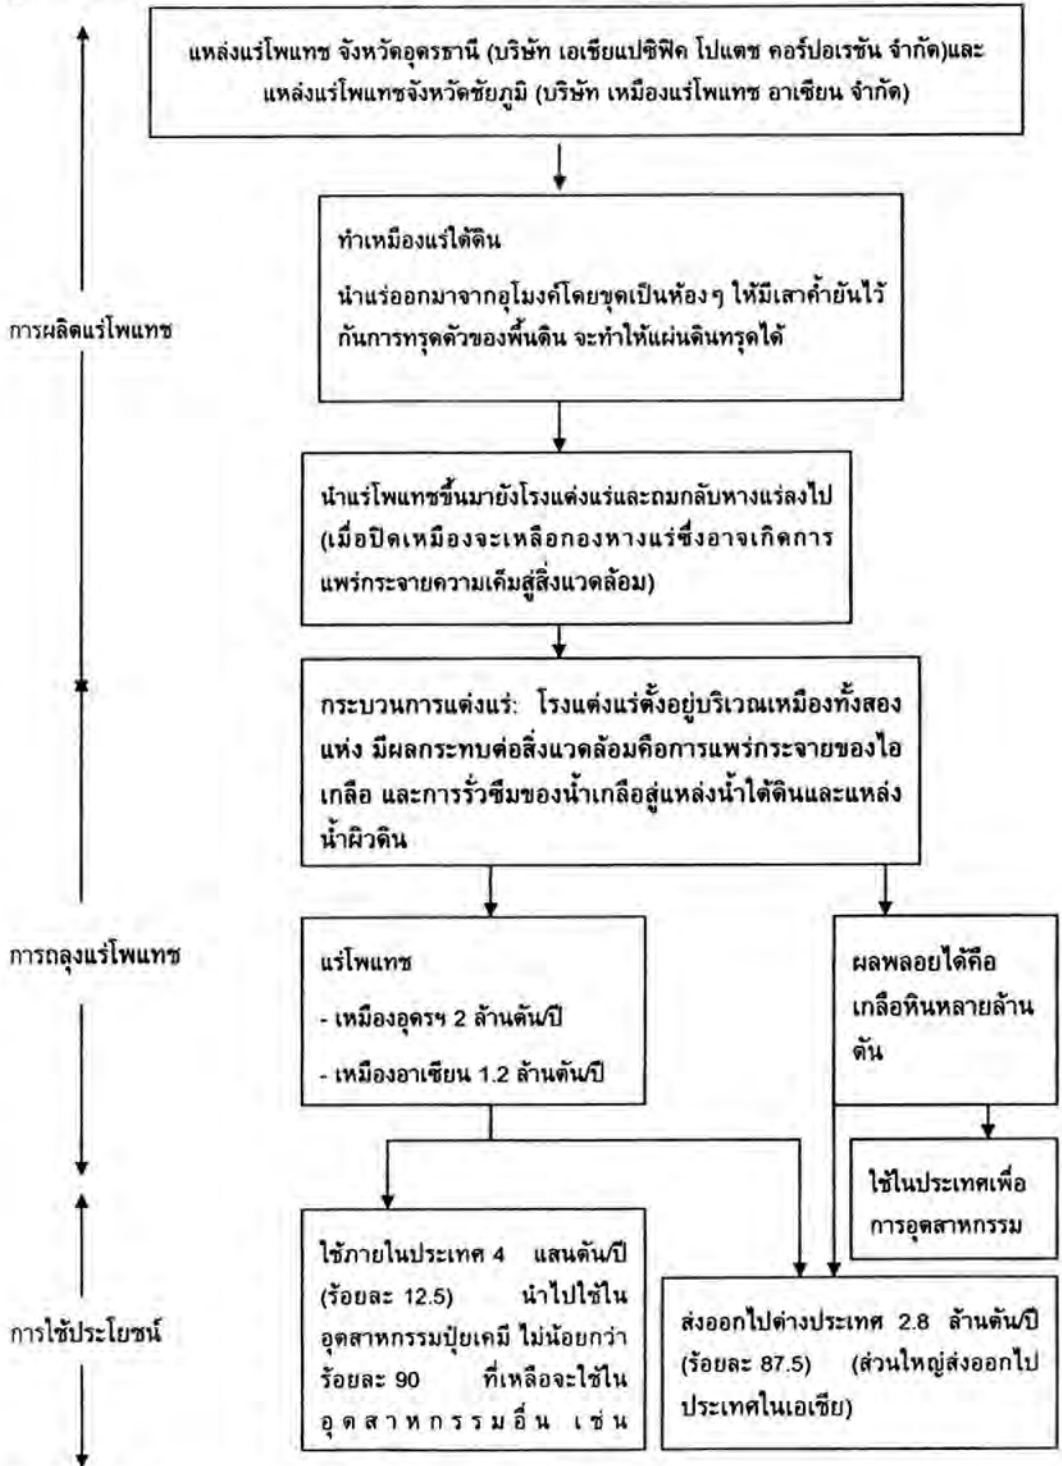 แหล่งแร่โพแทช จังหวัดอุดรธานี (บริษัท เอเชียแปซิฟิค โปแตช คอร์ปอเรชัน จำกัด)และ
แหล่งแร่โพแทชจังหวัดชัยภูมิ (บริษัท เหมืองแร่โพแทช อาเซียน จำกัด)
ทำเหมืองแร่ใต้ดิน
นำแร่ออกมาจากอุโมงค์โดยขุดเป็นห้องๆ ให้มีเสาค้ำยันไว้
กันการทรุดตัวของพื้นดิน จะทำให้แผ่นดินทรุดได้
การผลิตแร่โพแทช
นำแร่โพแทชขึ้นมายังโรงแต่งแร่และถมกลับหางแร่ลงไป
(เมื่อปิดเหมืองจะเหลือกองหางแร่ซึ่งอาจเกิดการ
แพร่กระจายความเค็มสู่สิ่งแวดล้อม)
กระบวนการแต่งแร่: โรงแต่งแร่ตั้งอยู่บริเวณเหมืองทั้งสอง
แห่ง มีผลกระทบต่อสิ่งแวดล้อมคือการแพร่กระจายของไอ
เกลือ และการรั่วซึมของน้ำเกลือสู่แหล่งน้ำใต้ดินและแหล่ง
น้ำผิวดิน
การถลุงแร่โพแทช
แร่โพแทช
- เหมืองอุดรฯ 2 ล้านตัน/ปี
- เหมืองอาเซียน 1.2 ล้านตัน/ปี
ผลพลอยได้คือ
เกลือหินหลายล้าน
ตัน
ใช้ในประเทศเพื่อ
การอุตสาหกรรม
การใช้ประโยชน์
ใช้ภายในประเทศ 4 แสนตัน/ปี
(ร้อยละ 12.5) นำไปใช้ใน
อุตสาหกรรมปุ๋ยเคมี ไม่น้อยกว่า
ร้อยละ 90 ที่เหลือจะใช้ใน
อุตสาหกรรมอื่น เช่น
ส่งออกไปต่างประเทศ 2.8 ล้านตัน/ปี
(ร้อยละ 87.5) (ส่วนใหญ่ส่งออกไป
ประเทศในเอเชีย)